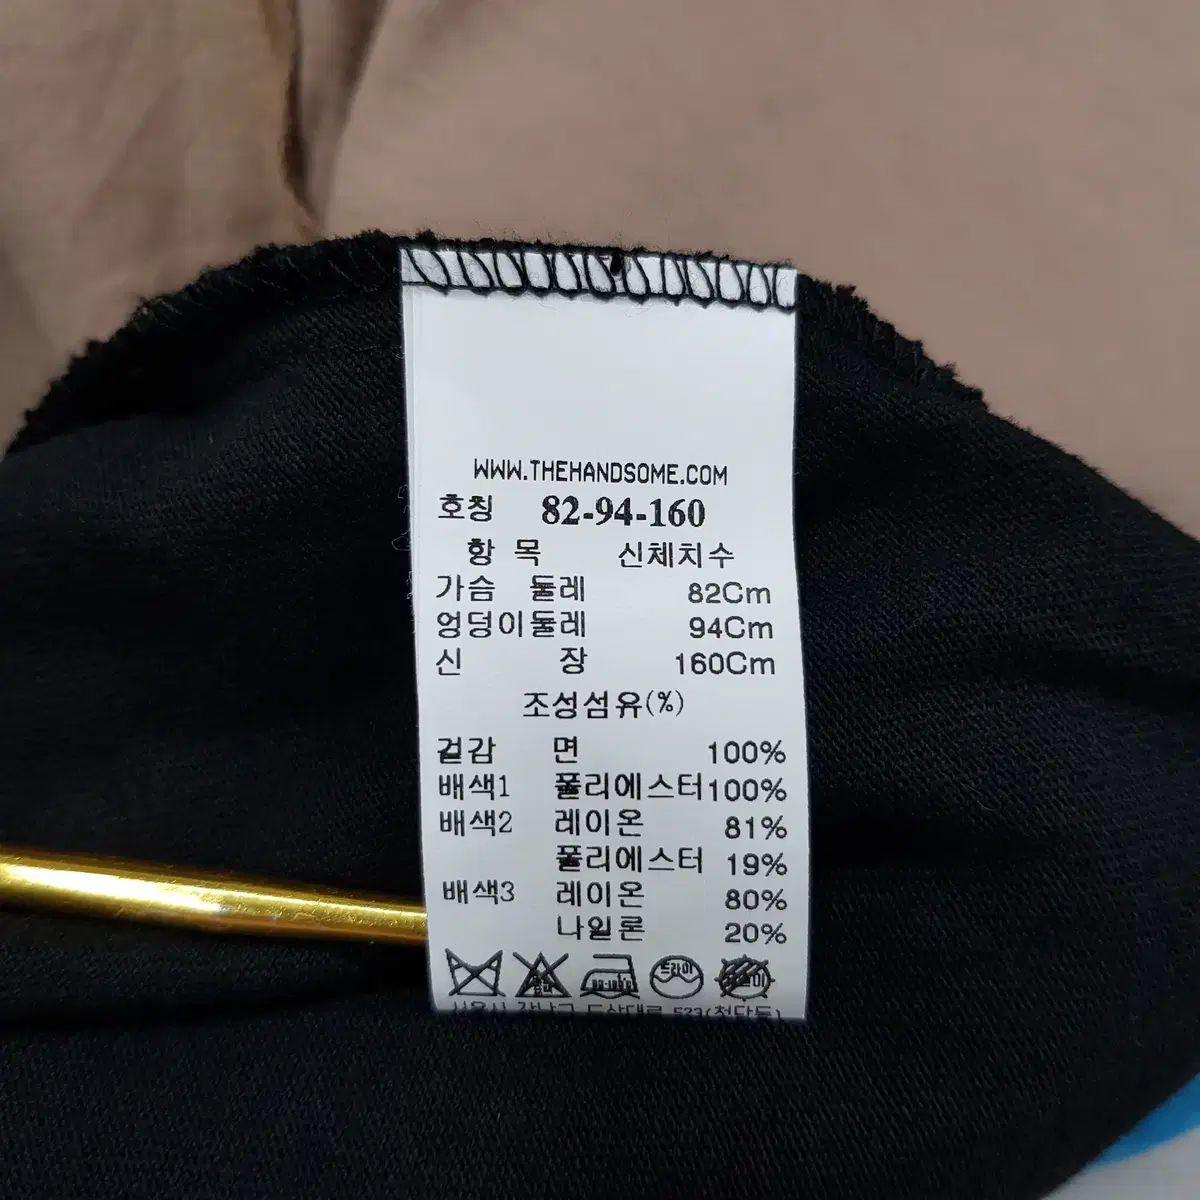 WWW.THEHANDSOME.COM
호칭 82-94-160
항 목 신체치수
가슴 둘레 82Cm
엉덩이둘레 94Cm
신 장 160Cm
조성섬유(%)
겉감 면 100%
배색1 폴리에스터100%
배색2 레이온 81%
폴리에스터 19%
배색3 레이온 80%
나일론 20%
드라이